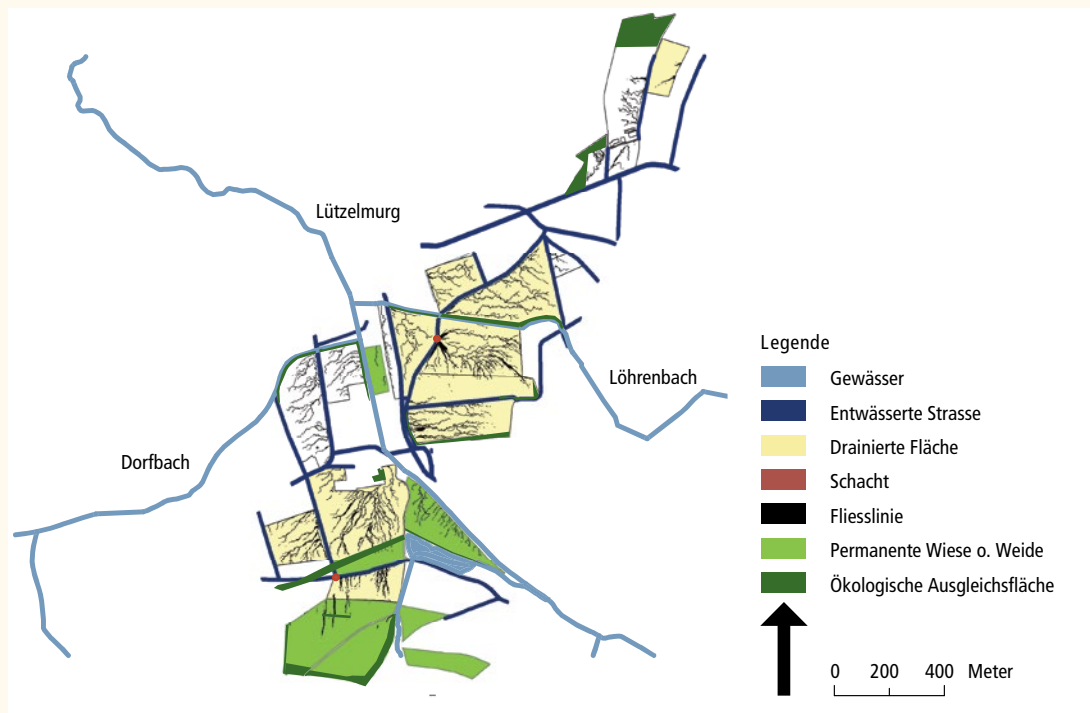 Lützelmurg
Löhrenbach
Dorfbach
Legende
Gewässer
Entwässerte Strasse
Drainierte Fläche
Schacht
Fliesslinie
Permanente Wiese o. Weide
Ökologische Ausgleichsfläche
0 200 400 Meter